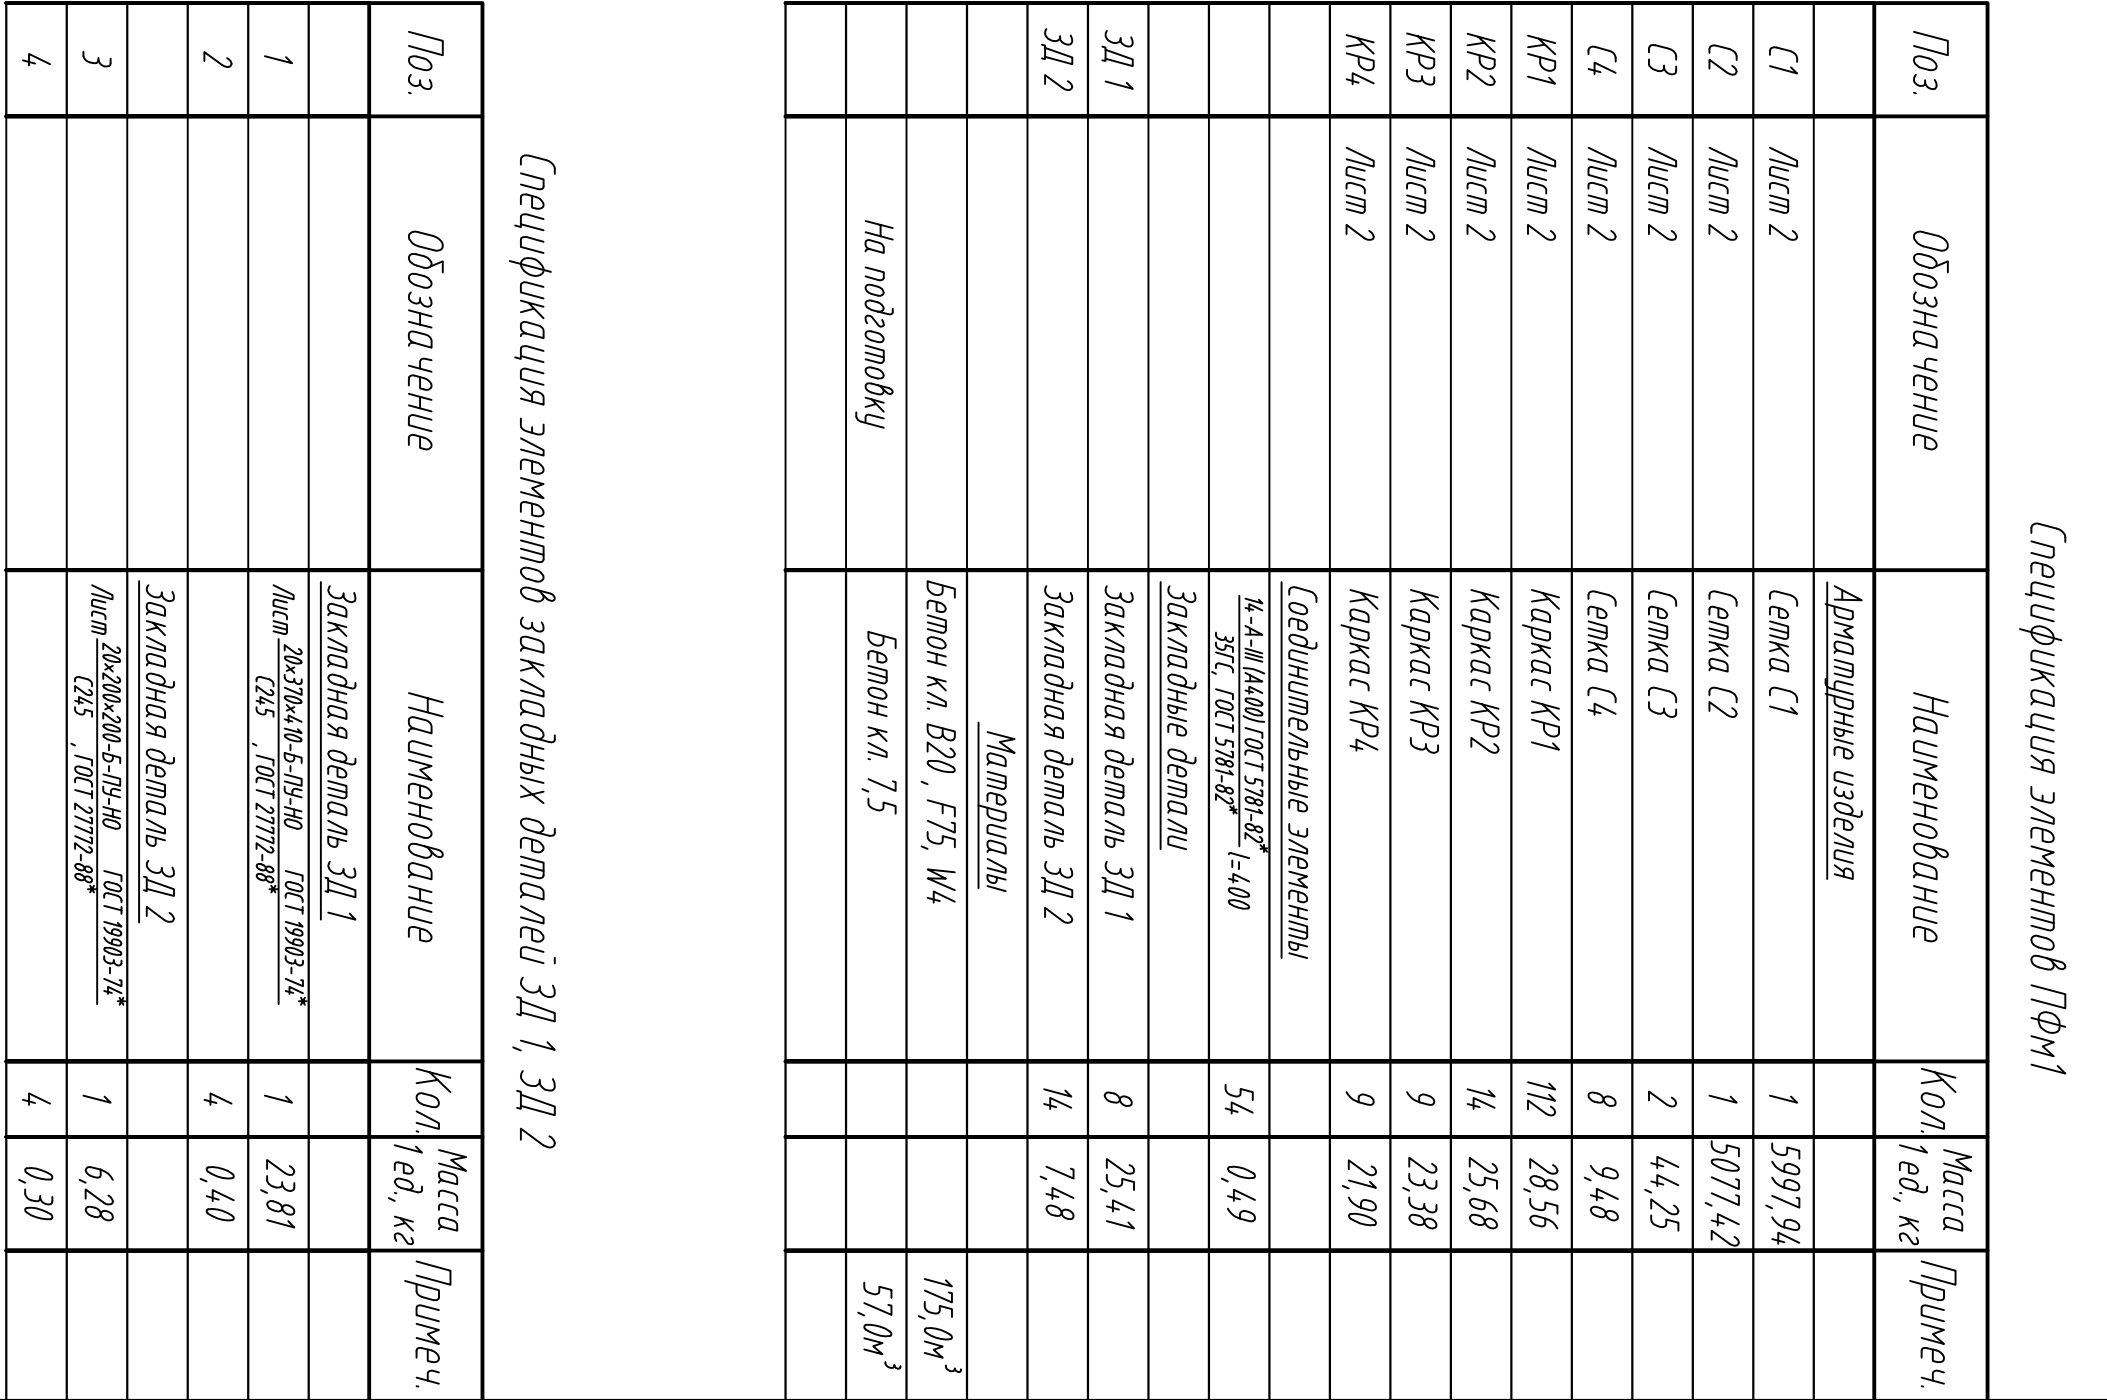 Спецификация элементов ПФм1
Поз. Обозначение Наименование Кол. Масса 1 ед., кг Примеч.
Арматурные изделия
С1 Лист 2 Сетка С1 1 5997,94
С2 Лист 2 Сетка С2 1 5077,42
С3 Лист 2 Сетка С3 2 44,25
С4 Лист 2 Сетка С4 8 9,48
КР1 Лист 2 Каркас КР1 112 28,56
КР2 Лист 2 Каркас КР2 14 25,68
КР3 Лист 2 Каркас КР3 9 23,38
КР4 Лист 2 Каркас КР4 9 21,90
Соединительные элементы
14-А-III (А400) ГОСТ 5781-82*
35ГС, ГОСТ 5781-82* l=400 54 0,49
Закладные детали
ЗД 1 Закладная деталь ЗД 1 8 25,41
ЗД 2 Закладная деталь ЗД 2 14 7,48
Материалы
Бетон кл. В20 , F75, W4 175,0м³
На подготовку Бетон кл. 7,5 57,0м³
Спецификация элементов закладных деталей ЗД 1, ЗД 2
Поз. Обозначение Наименование Кол. Масса 1 ед., кг Примеч.
Закладная деталь ЗД 1
1 Лист 20х370х410-Б-ПУ-НО ГОСТ 19903-74* 1 23,81
С245 , ГОСТ 27772-88*
2 4 0,40
Закладная деталь ЗД 2
3 Лист 20х200х200-Б-ПУ-НО ГОСТ 19903-74* 1 6,28
С245 , ГОСТ 27772-88*
4 4 0,30